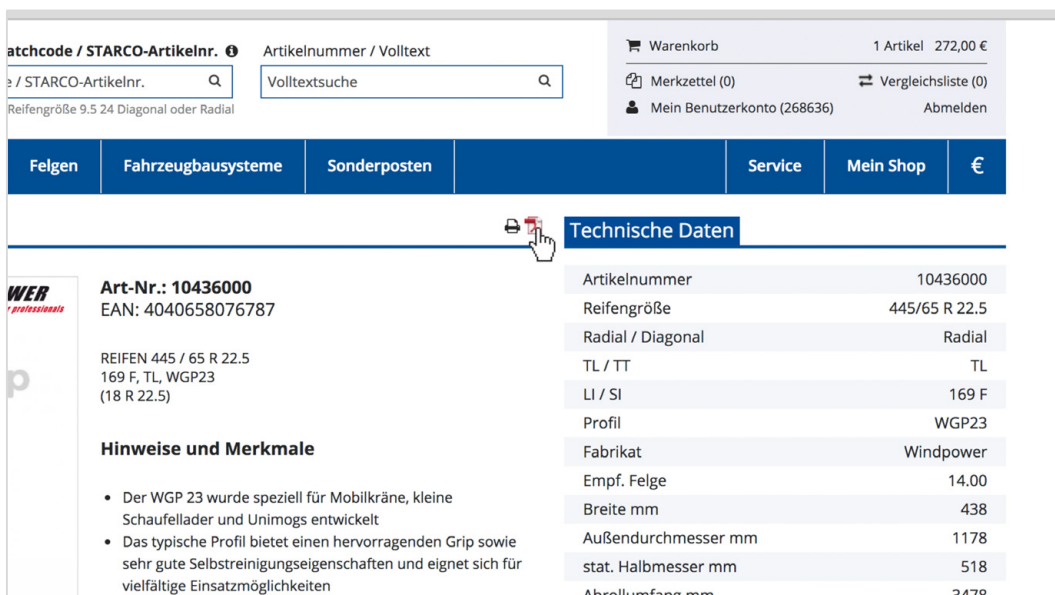 atchcode / STARCO-Artikelnr.
Artikelnummer / Volltext
e / STARCO-Artikelnr.
Volltextsuche
Reifengröße 9.5 24 Diagonal oder Radial
Warenkorb
1 Artikel 272,00 €
Merkzettel (0)
Vergleichsliste (0)
Mein Benutzerkonto (268636)
Abmelden
Felgen
Fahrzeugbausysteme
Sonderposten
Service
Mein Shop
€
Technische Daten
WER
r professionals
p
Art-Nr.: 10436000
EAN: 4040658076787
REIFEN 445 / 65 R 22.5
169 F, TL, WGP23
(18 R 22.5)
Hinweise und Merkmale
• Der WGP 23 wurde speziell für Mobilkräne, kleine
Schaufellader und Unimogs entwickelt
• Das typische Profil bietet einen hervorragenden Grip sowie
sehr gute Selbstreinigungseigenschaften und eignet sich für
vielfältige Einsatzmöglichkeiten
Artikelnummer 10436000
Reifengröße 445/65 R 22.5
Radial / Diagonal Radial
TL / TT TL
LI / SI 169 F
Profil WGP23
Fabrikat Windpower
Empf. Felge 14.00
Breite mm 438
Außendurchmesser mm 1178
stat. Halbmesser mm 518
Abrollumfang mm 3478